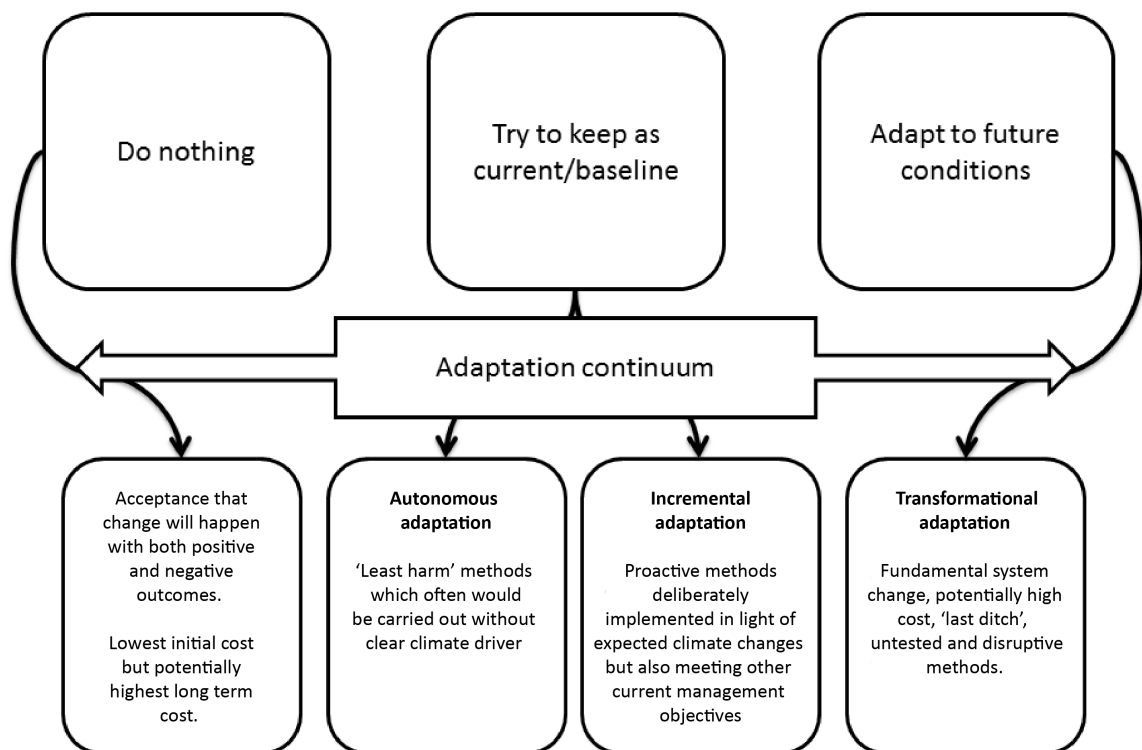 Do nothing
Try to keep as
current/baseline
Adapt to future
conditions
Adaptation continuum
Acceptance that
change will happen
with both positive
and negative
outcomes.
Lowest initial cost
but potentially
highest long term
cost.
Autonomous
adaptation
‘Least harm’ methods
which often would
be carried out without
clear climate driver
Incremental
adaptation
Proactive methods
deliberately
implemented in light of
expected climate changes
but also meeting other
current management
objectives
Transformational
adaptation
Fundamental system
change, potentially high
cost, ‘last ditch’,
untested and disruptive
methods.